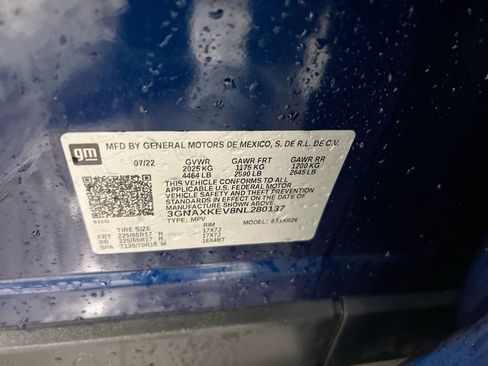 gm
MFD BY GENERAL MOTORS DE MEXICO, S. DE R.L. DE C.V.
07/22 GVWR GAWR FRT GAWR RR
2025 KG 1175 KG 1200 KG
4464 LB 2590 LB 2645 LB
THIS VEHICLE CONFORMS TO ALL
APPLICABLE U.S. FEDERAL MOTOR
VEHICLE SAFETY AND THEFT PREVENTION
STANDARDS IN EFFECT ON THE DATE OF
MANUFACTURE SHOWN ABOVE.
3GNAXKEV8NL280137
TYPE: MPV MODEL:
TIRE SIZE RIM
FRT 225/65R17 H 17X7J
RR 225/65R17 H 17X7J
SPA T135/70R16 M 16X4BT